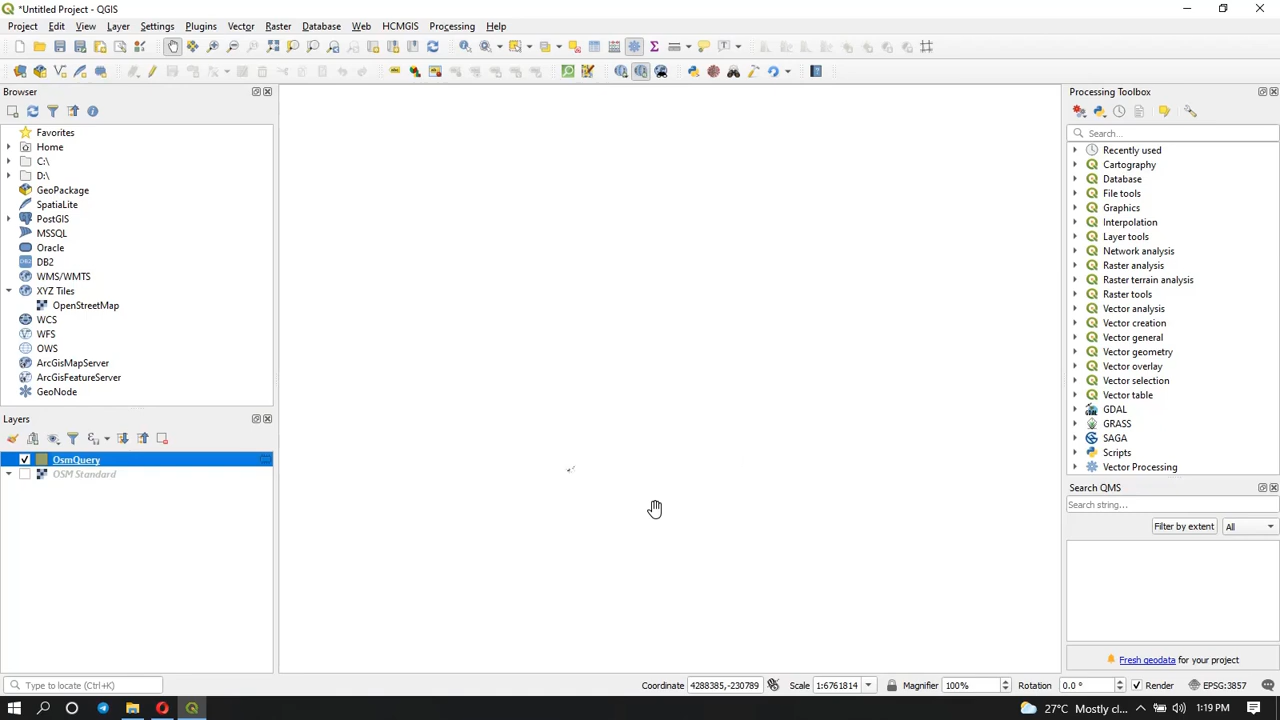 *Untitled Project - QGIS
Project Edit View Layer Settings Plugins Vector Raster Database Web HCMGIS Processing Help
Browser
Favorites
Home
C:\
D:\
GeoPackage
SpatiaLite
PostGIS
MSSQL
Oracle
DB2
WMS/WMTS
XYZ Tiles
OpenStreetMap
WCS
WFS
OWS
ArcGisMapServer
ArcGisFeatureServer
GeoNode
Layers
OsmQuery
OSM Standard
Processing Toolbox
Search...
Recently used
Cartography
Database
File tools
Graphics
Interpolation
Layer tools
Network analysis
Raster analysis
Raster terrain analysis
Raster tools
Vector analysis
Vector creation
Vector general
Vector geometry
Vector overlay
Vector selection
Vector table
GDAL
GRASS
SAGA
Scripts
Vector Processing
Search QMS
Search string...
Filter by extent All
Fresh geodata for your project
Type to locate (Ctrl+K) Coordinate 4288385,-230789 Scale 1:6761814 Magnifier 100% Rotation 0.0 ° Render EPSG:3857
27°C Mostly cl... 1:19 PM